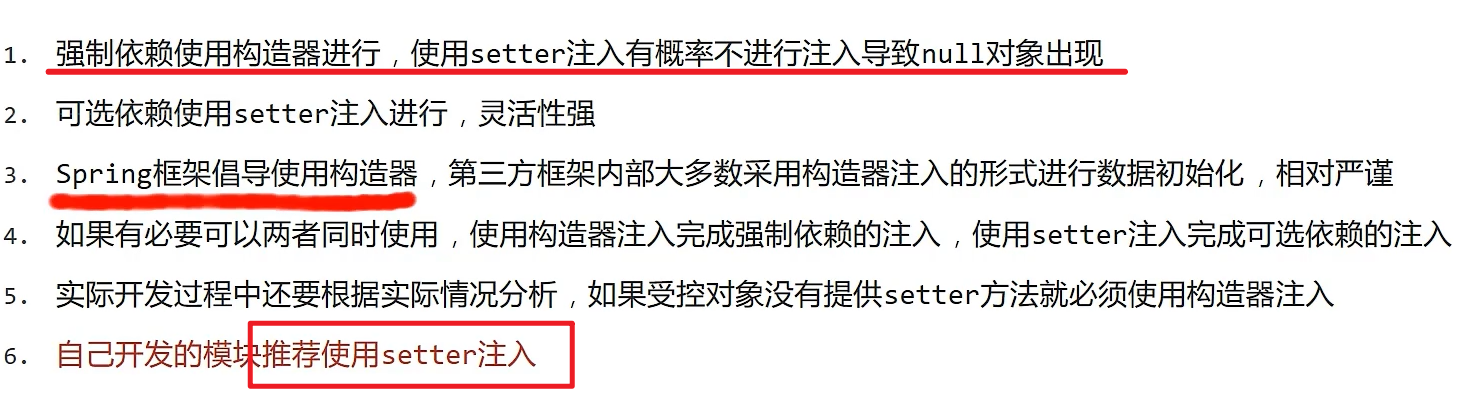 1. 强制依赖使用构造器进行，使用setter注入有概率不进行注入导致null对象出现
2. 可选依赖使用setter注入进行，灵活性强
3. Spring框架倡导使用构造器，第三方框架内部大多数采用构造器注入的形式进行数据初始化，相对严谨
4. 如果有必要可以两者同时使用，使用构造器注入完成强制依赖的注入，使用setter注入完成可选依赖的注入
5. 实际开发过程中还要根据实际情况分析，如果受控对象没有提供setter方法就必须使用构造器注入
6. 自己开发的模块推荐使用setter注入